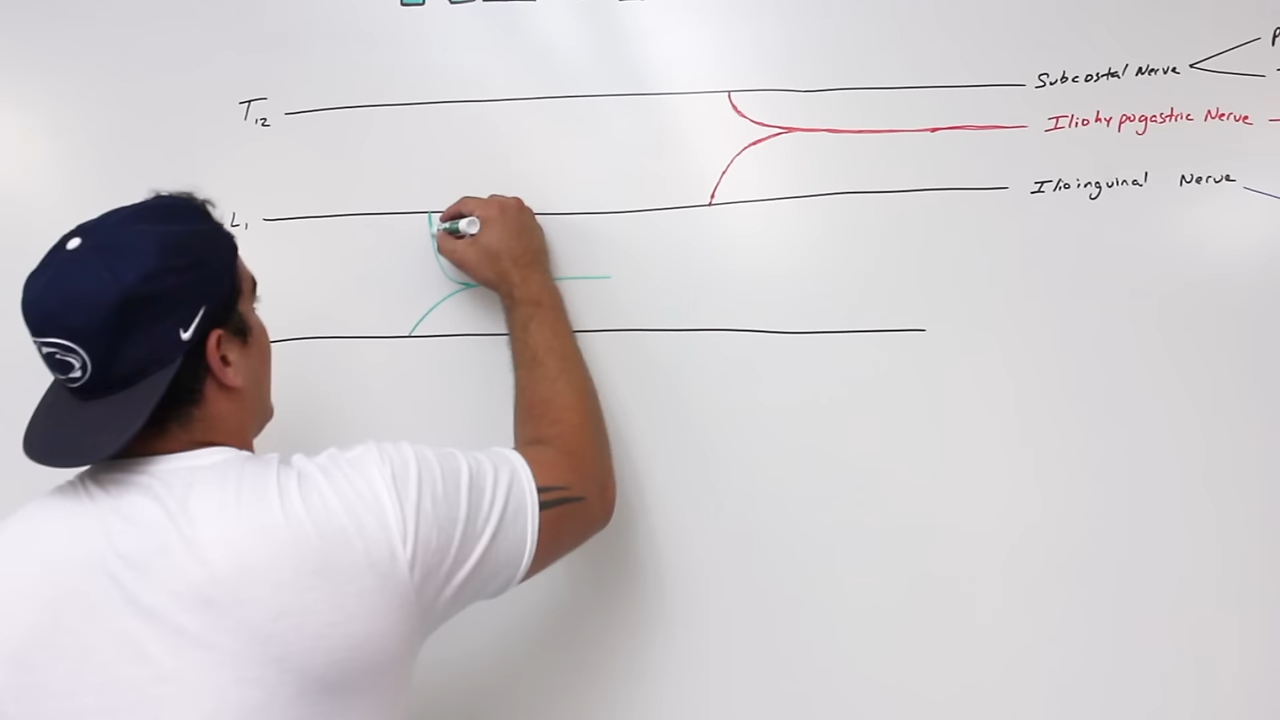 T12
Subcostal Nerve
Iliohypogastric Nerve
L1
Ilioinguinal Nerve